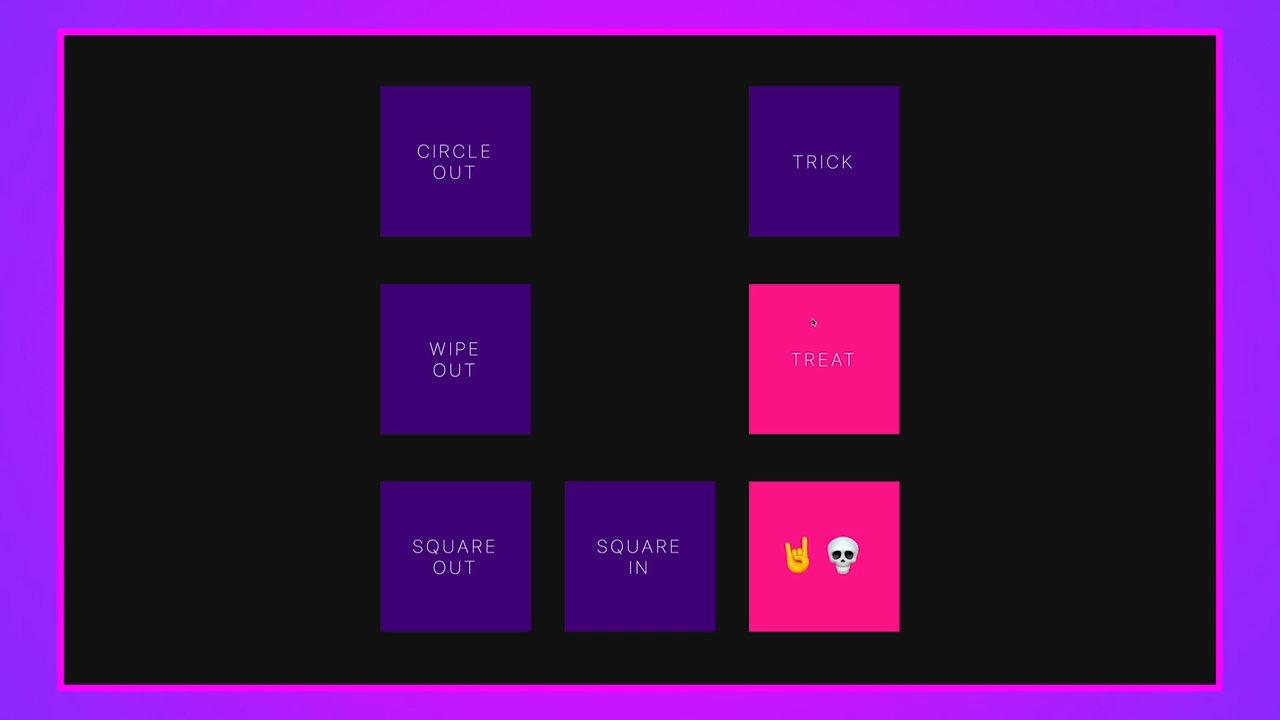 CIRCLE
OUT
TRICK
WIPE
OUT
TREAT
SQUARE
OUT
SQUARE
IN
🤘 💀